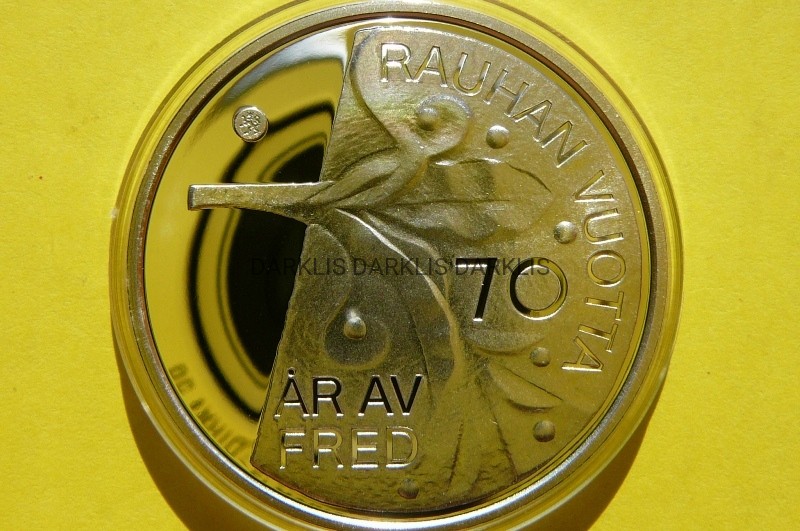 RAUHAN VUOTTA
DARKLIS DARKLIS DARKLIS
70
ÅR AV
FRED